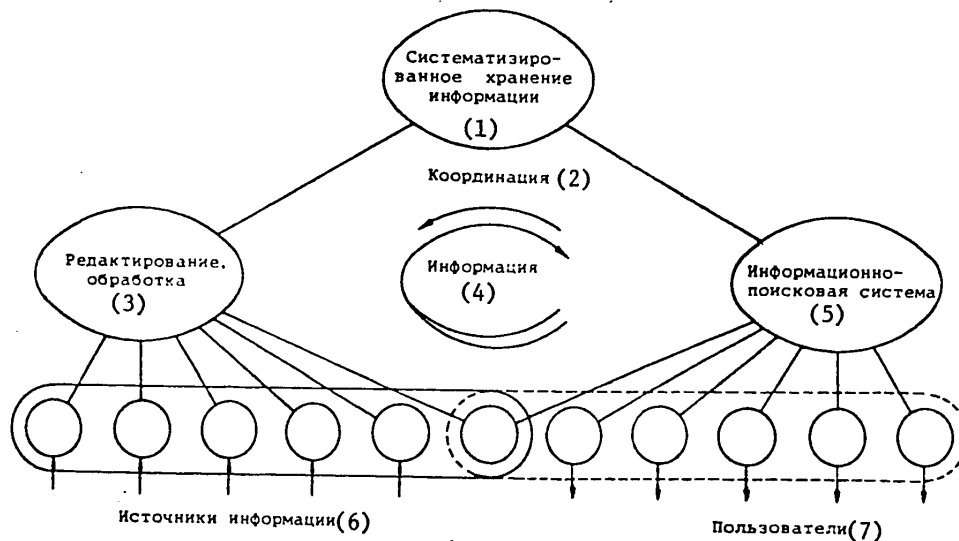 Систематизиро-
ванное хранение
информации
(1)
Координация (2)
Редактирование,
обработка
(3)
Информация
(4)
Информационно-
поисковая система
(5)
Источники информации(6)
Пользователи(7)